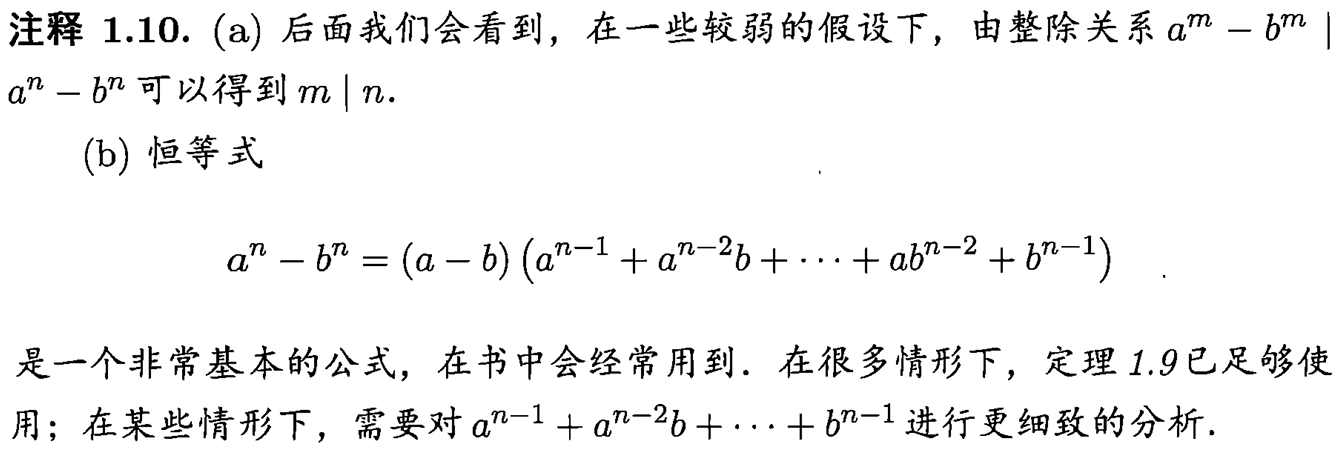 注释 1.10. (a) 后面我们会看到，在一些较弱的假设下，由整除关系 $a^m - b^m \mid$
$a^n - b^n$ 可以得到 $m \mid n$.
(b) 恒等式
$a^n - b^n = (a - b)\left(a^{n-1} + a^{n-2}b + \cdots + ab^{n-2} + b^{n-1}\right)$
是一个非常基本的公式，在书中会经常用到．在很多情形下，定理 1.9已足够使
用；在某些情形下，需要对 $a^{n-1} + a^{n-2}b + \cdots + b^{n-1}$ 进行更细致的分析．